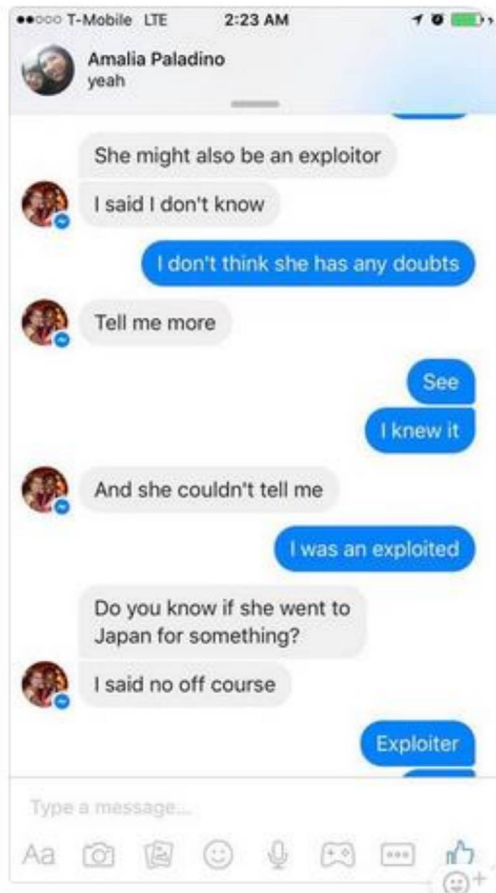 T-Mobile LTE 2:23 AM
Amalia Paladino
yeah
She might also be an exploitor
I said I don't know
I don't think she has any doubts
Tell me more
See
I knew it
And she couldn't tell me
I was an exploited
Do you know if she went to
Japan for something?
I said no off course
Exploiter
Type a message...
Aa